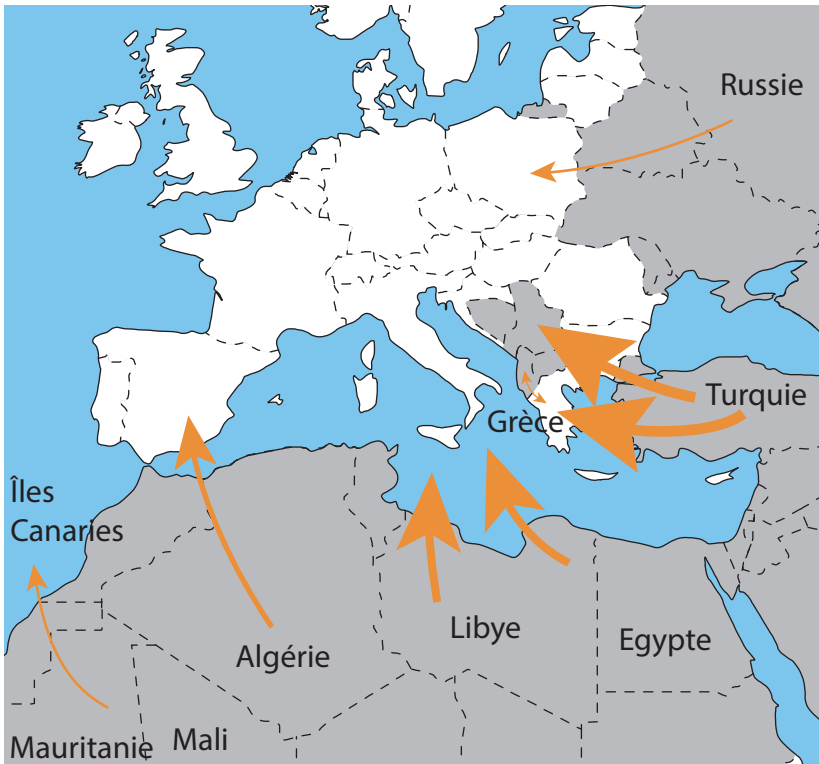 Russie
Turquie
Grèce
Îles
Canaries
Libye
Egypte
Algérie
Mauritanie
Mali